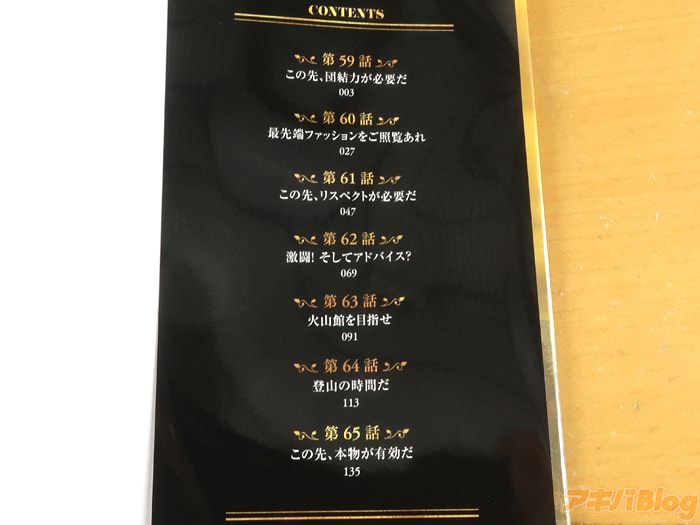 CONTENTS
第59話
この先、団結力が必要だ
003
第60話
最先端ファッションをご照覧あれ
027
第61話
この先、リスペクトが必要だ
047
第62話
激闘! そしてアドバイス?
069
第63話
火山館を目指せ
091
第64話
登山の時間だ
113
第65話
この先、本物が有効だ
135
アキバBlog